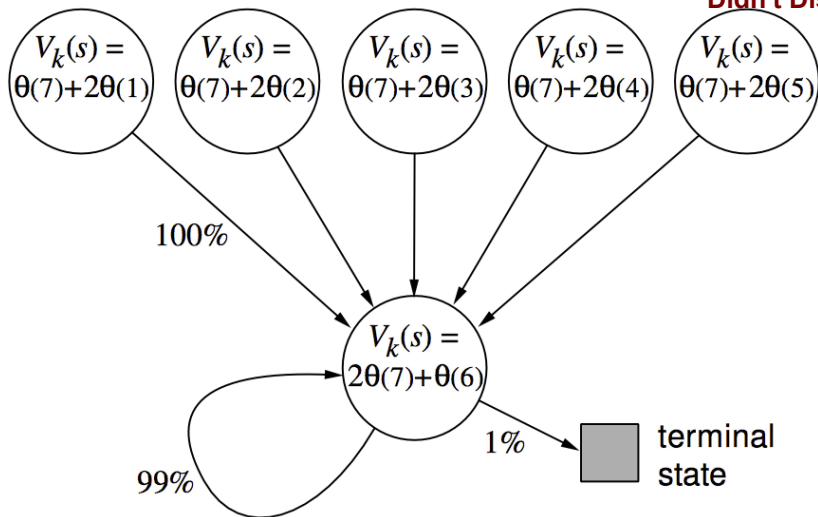 Didn't
V_k(s) =
θ(7)+2θ(1)
V_k(s) =
θ(7)+2θ(2)
V_k(s) =
θ(7)+2θ(3)
V_k(s) =
θ(7)+2θ(4)
V_k(s) =
θ(7)+2θ(5)
100%
V_k(s) =
2θ(7)+θ(6)
99%
1%
terminal
state